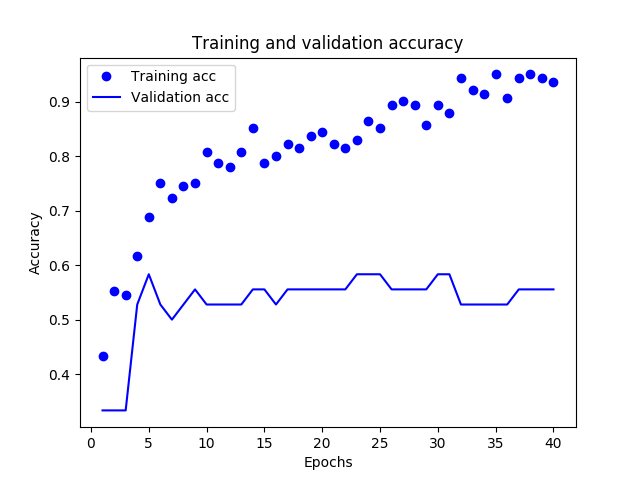 Training and validation accuracy
Training acc
Validation acc
Accuracy
0.9
0.8
0.7
0.6
0.5
0.4
0 5 10 15 20 25 30 35 40
Epochs